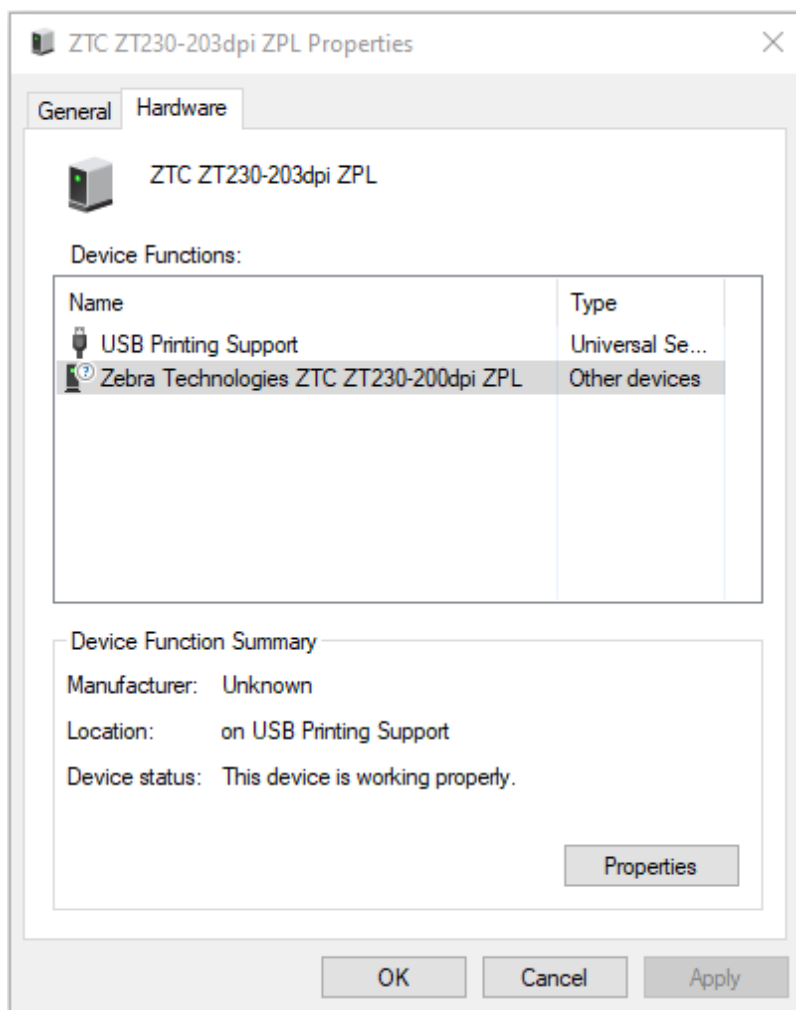 ZTC ZT230-203dpi ZPL Properties
General Hardware
ZTC ZT230-203dpi ZPL
Device Functions:
Name Type
USB Printing Support Universal Se...
Zebra Technologies ZTC ZT230-200dpi ZPL Other devices
Device Function Summary
Manufacturer: Unknown
Location: on USB Printing Support
Device status: This device is working properly.
Properties
OK Cancel Apply